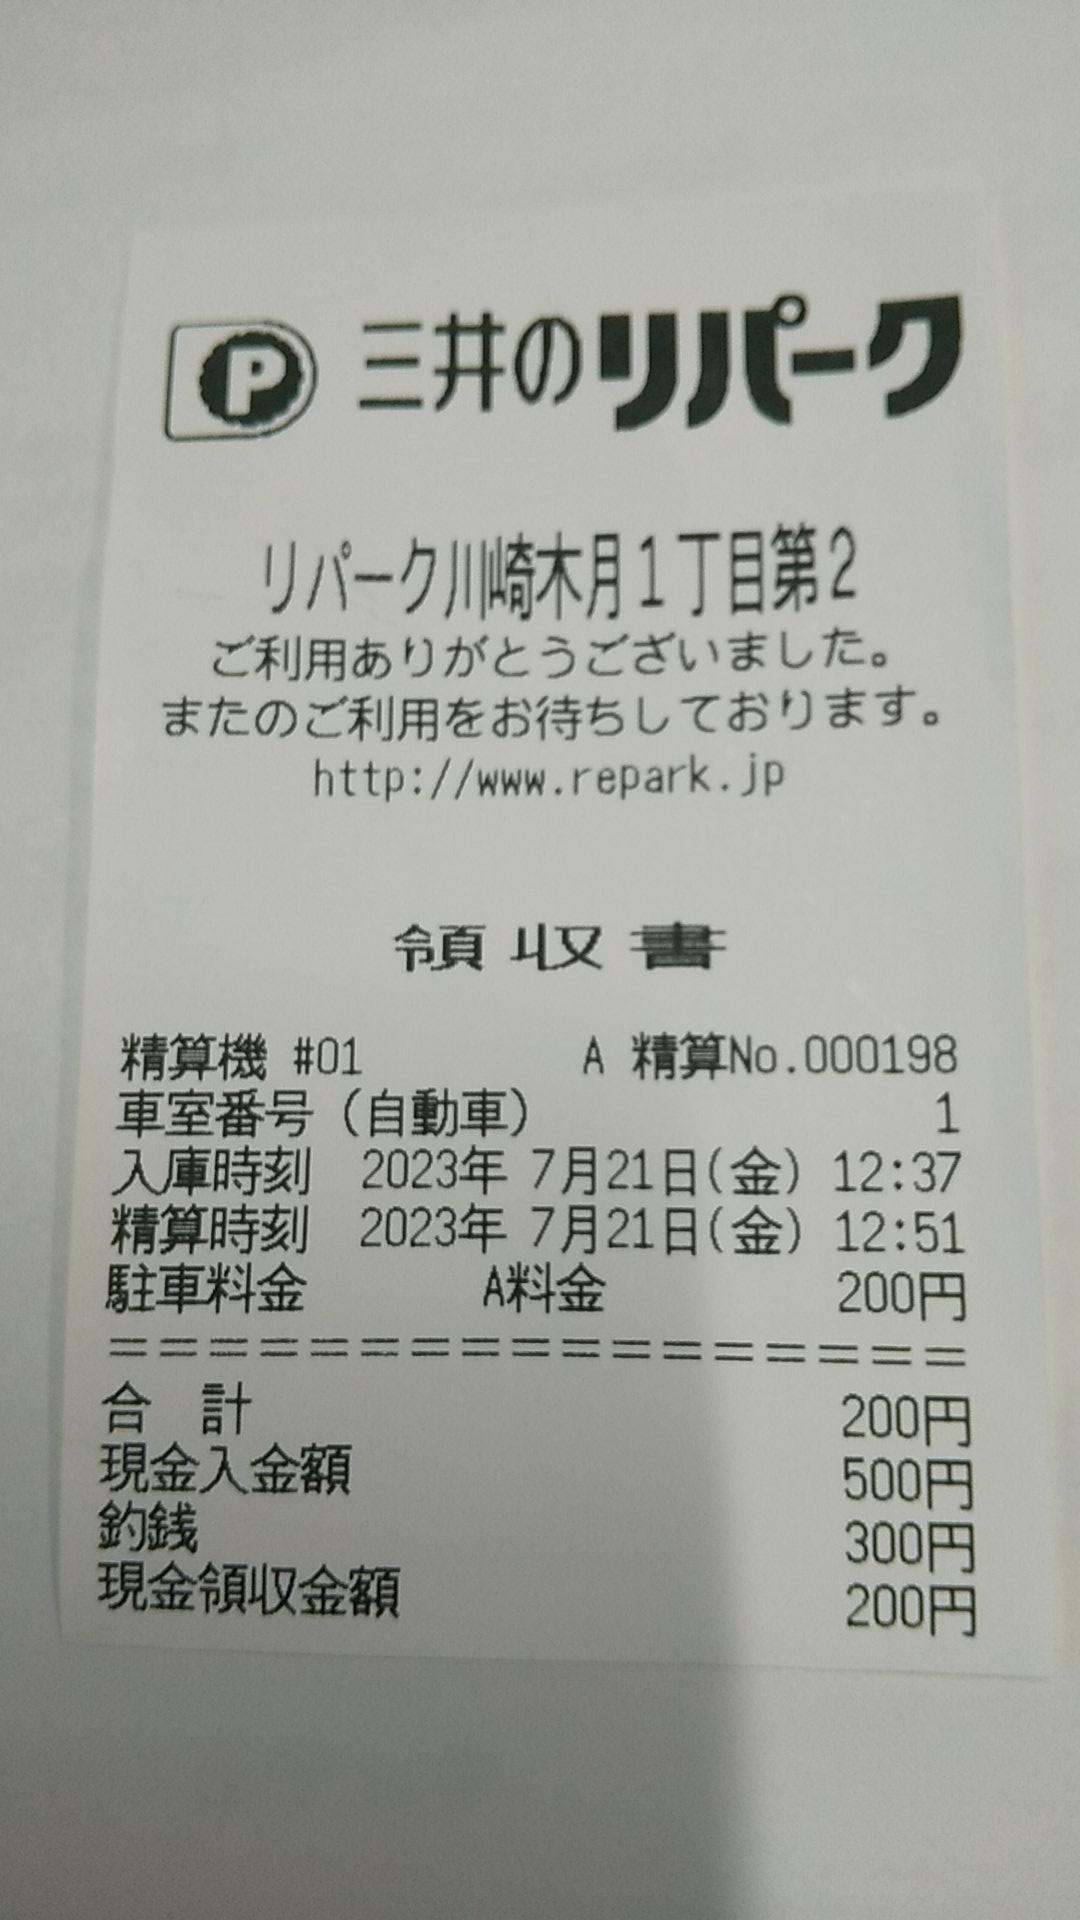 P 三井のリパーク
リパーク川崎木月1丁目第2
ご利用ありがとうございました。
またのご利用をお待ちしております。
http://www.repark.jp
領収書
精算機 #01 A 精算No.000198
車室番号（自動車） 1
入庫時刻 2023年 7月21日(金) 12:37
精算時刻 2023年 7月21日(金) 12:51
駐車料金 A料金 200円
=================
合　計 200円
現金入金額 500円
釣銭 300円
現金領収金額 200円